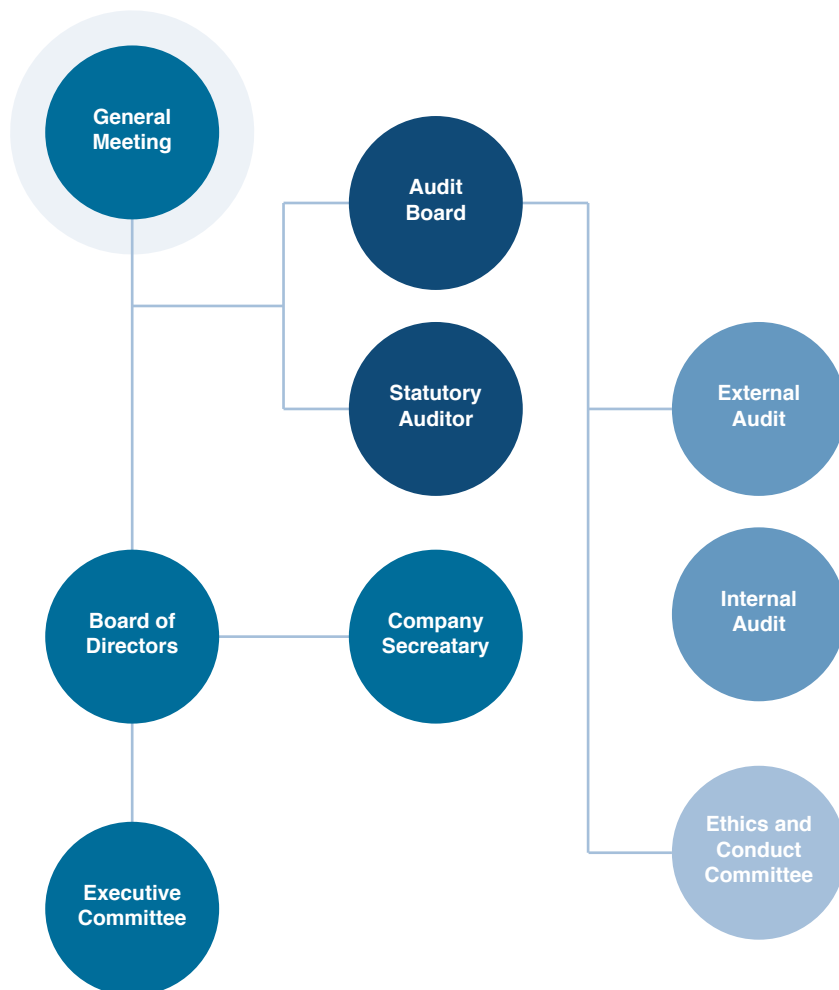 General
Meeting
Audit
Board
Statutory
Auditor
External
Audit
Internal
Audit
Board of
Directors
Company
Secreatary
Ethics and
Conduct
Committee
Executive
Committee